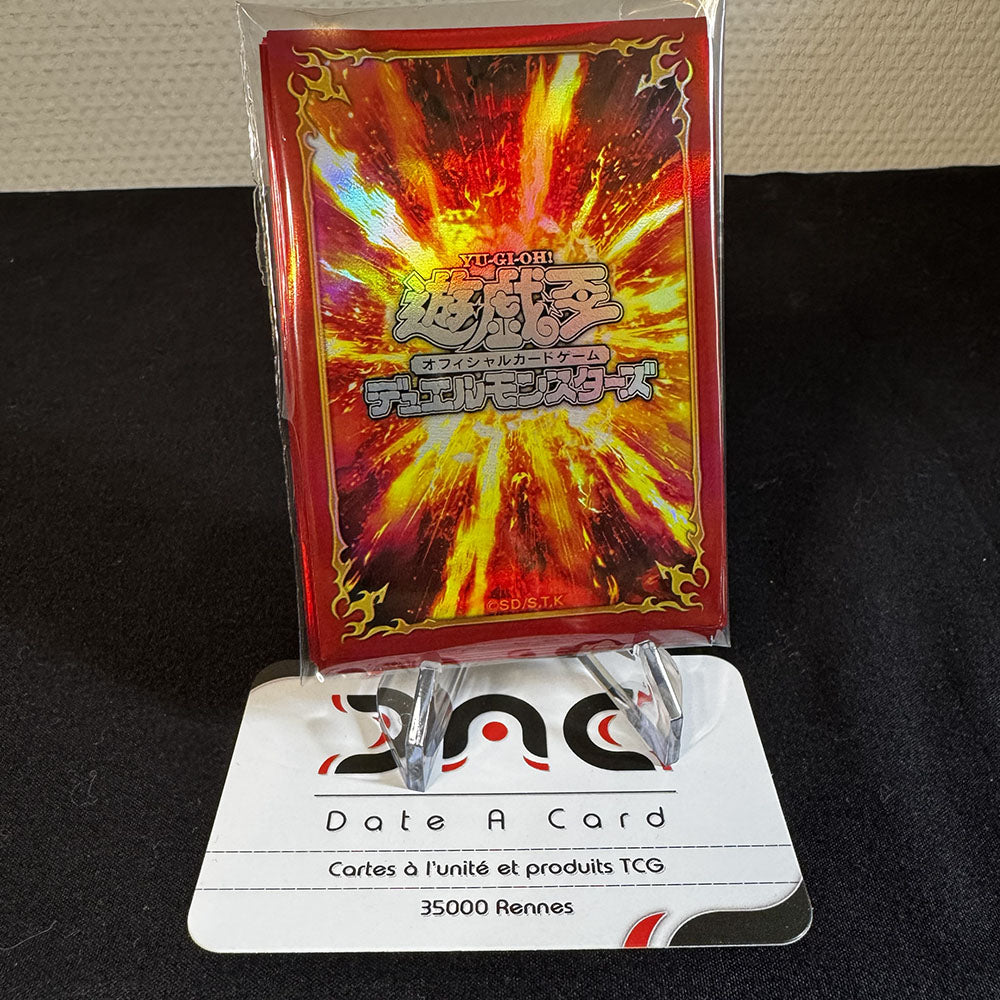 YU-GI-OH!
遊戯王
オフィシャルカードゲーム
デュエルモンスターズ
©SD/S,T,K
DAC
Date A Card
Cartes à l'unité et produits TCG
35000 Rennes